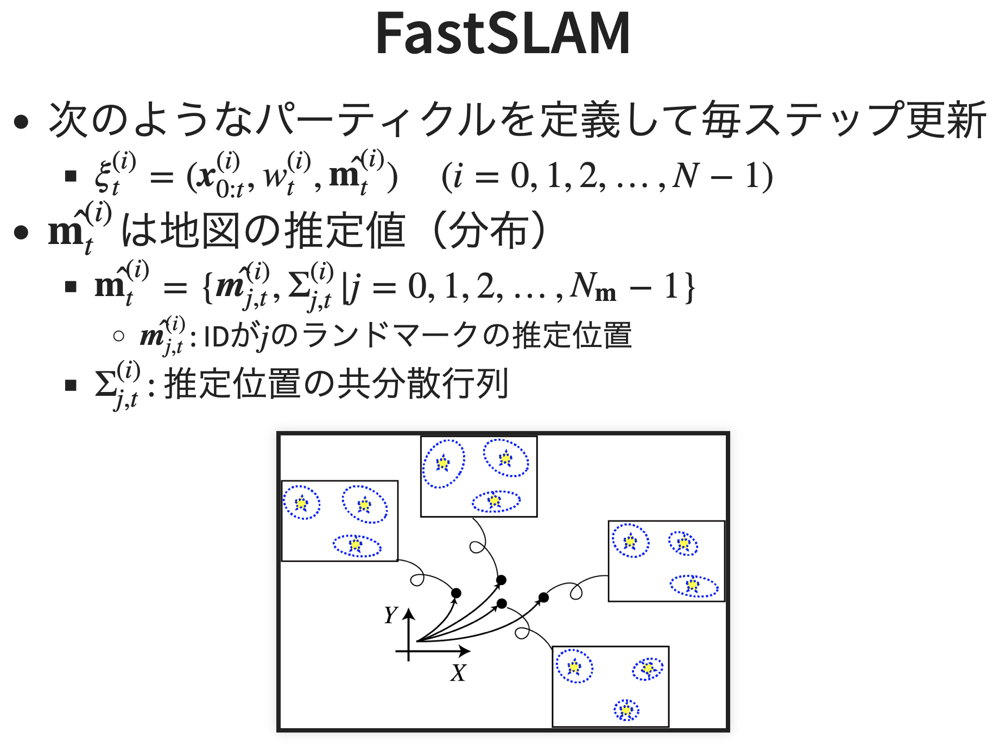 FastSLAM
• 次のようなパーティクルを定義して毎ステップ更新
▪ $\xi_t^{(i)} = (\boldsymbol{x}_{0:t}^{(i)}, w_t^{(i)}, \hat{\mathbf{m}}_t^{(i)}) \quad (i = 0, 1, 2, \dots, N-1)$
• $\hat{\mathbf{m}}_t^{(i)}$ は地図の推定値（分布）
▪ $\hat{\mathbf{m}}_t^{(i)} = \{\hat{\boldsymbol{m}}_{j,t}^{(i)}, \Sigma_{j,t}^{(i)} | j = 0, 1, 2, \dots, N_{\mathbf{m}} - 1\}$
○ $\hat{\boldsymbol{m}}_{j,t}^{(i)}$: IDが$j$のランドマークの推定位置
▪ $\Sigma_{j,t}^{(i)}$: 推定位置の共分散行列
Y
X